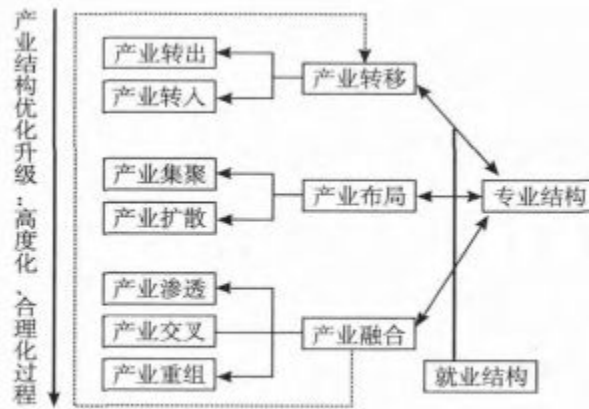 产业结构优化升级：高度化、合理化过程
产业转出
产业转入
产业转移
产业集聚
产业扩散
产业布局
专业结构
产业渗透
产业交叉
产业重组
产业融合
就业结构